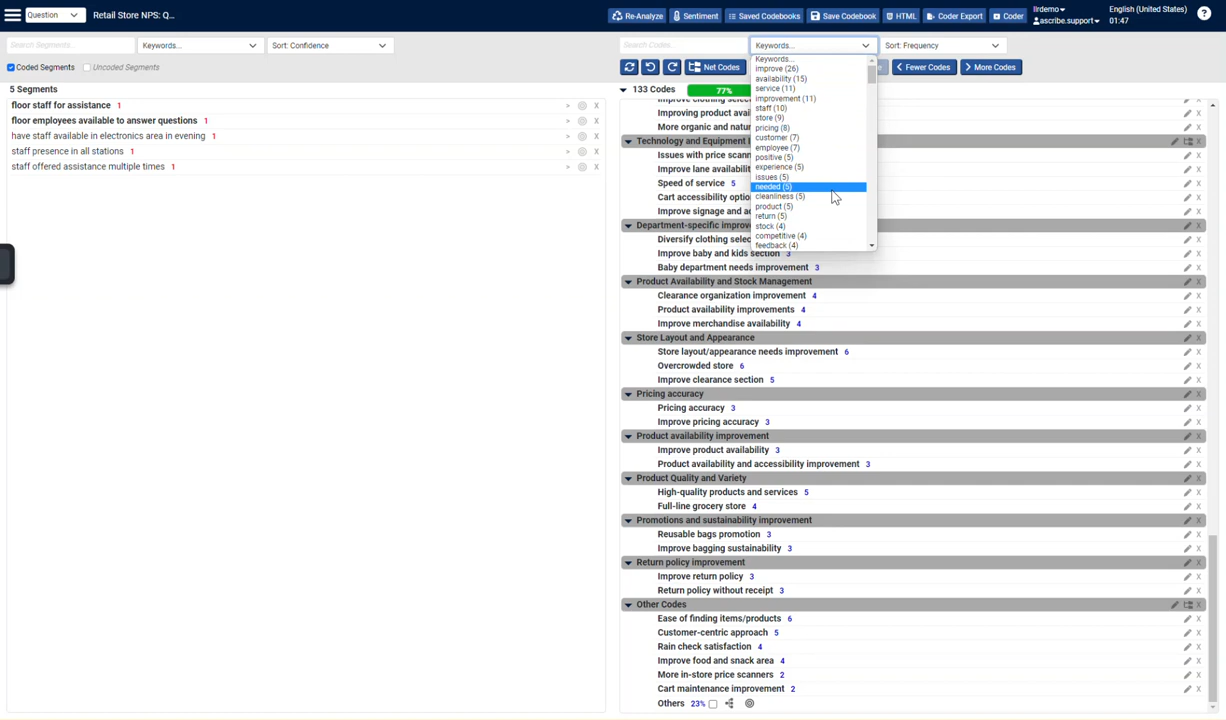 Question
Retail Store NPS: Q...
Re-Analyze
Sentiment
Saved Codebooks
Save Codebook
HTML
Coder Export
Coder
llrdemo
ascribe.support
English (United States)
01:47
?
Search Segments...
Keywords...
Sort: Confidence
Coded Segments
Uncoded Segments
5 Segments
floor staff for assistance 1
floor employees available to answer questions 1
have staff available in electronics area in evening 1
staff presence in all stations 1
staff offered assistance multiple times 1
Search Codes...
Keywords...
Sort: Frequency
Net Codes
Fewer Codes
More Codes
133 Codes
77%
Keywords...
improve (26)
availability (15)
service (11)
improvement (11)
staff (10)
store (9)
pricing (8)
customer (7)
employee (7)
positive (5)
experience (5)
issues (5)
needed (5)
cleanliness (5)
product (5)
return (5)
stock (4)
competitive (4)
feedback (4)
Improve clothing selec
Improving product avai
More organic and natur
Technology and Equipment I
Issues with price scann
Improve lane availabilit
Speed of service 5
Cart accessibility optio
Improve signage and ac
Department-specific improve
Diversify clothing selec
Improve baby and kids section 3
Baby department needs improvement 3
Product Availability and Stock Management
Clearance organization improvement 4
Product availability improvements 4
Improve merchandise availability 4
Store Layout and Appearance
Store layout/appearance needs improvement 6
Overcrowded store 6
Improve clearance section 5
Pricing accuracy
Pricing accuracy 3
Improve pricing accuracy 3
Product availability improvement
Improve product availability 3
Product availability and accessibility improvement 3
Product Quality and Variety
High-quality products and services 5
Full-line grocery store 4
Promotions and sustainability improvement
Reusable bags promotion 3
Improve bagging sustainability 3
Return policy improvement
Improve return policy 3
Return policy without receipt 3
Other Codes
Ease of finding items/products 6
Customer-centric approach 5
Rain check satisfaction 4
Improve food and snack area 4
More in-store price scanners 2
Cart maintenance improvement 2
Others 23%